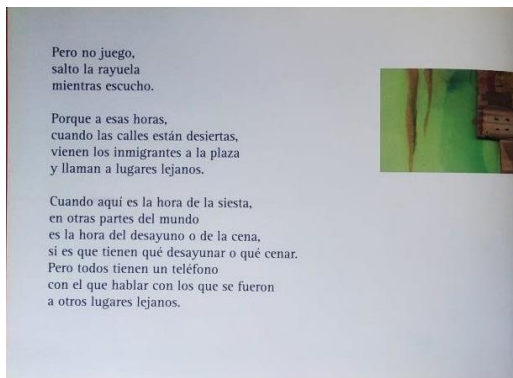 Pero no juego,
salto la rayuela
mientras escucho.
Porque a esas horas,
cuando las calles están desiertas,
vienen los inmigrantes a la plaza
y llaman a lugares lejanos.
Cuando aquí es la hora de la siesta,
en otras partes del mundo
es la hora del desayuno o de la cena,
si es que tienen qué desayunar o qué cenar.
Pero todos tienen un teléfono
con el que hablar con los que se fueron
a otros lugares lejanos.